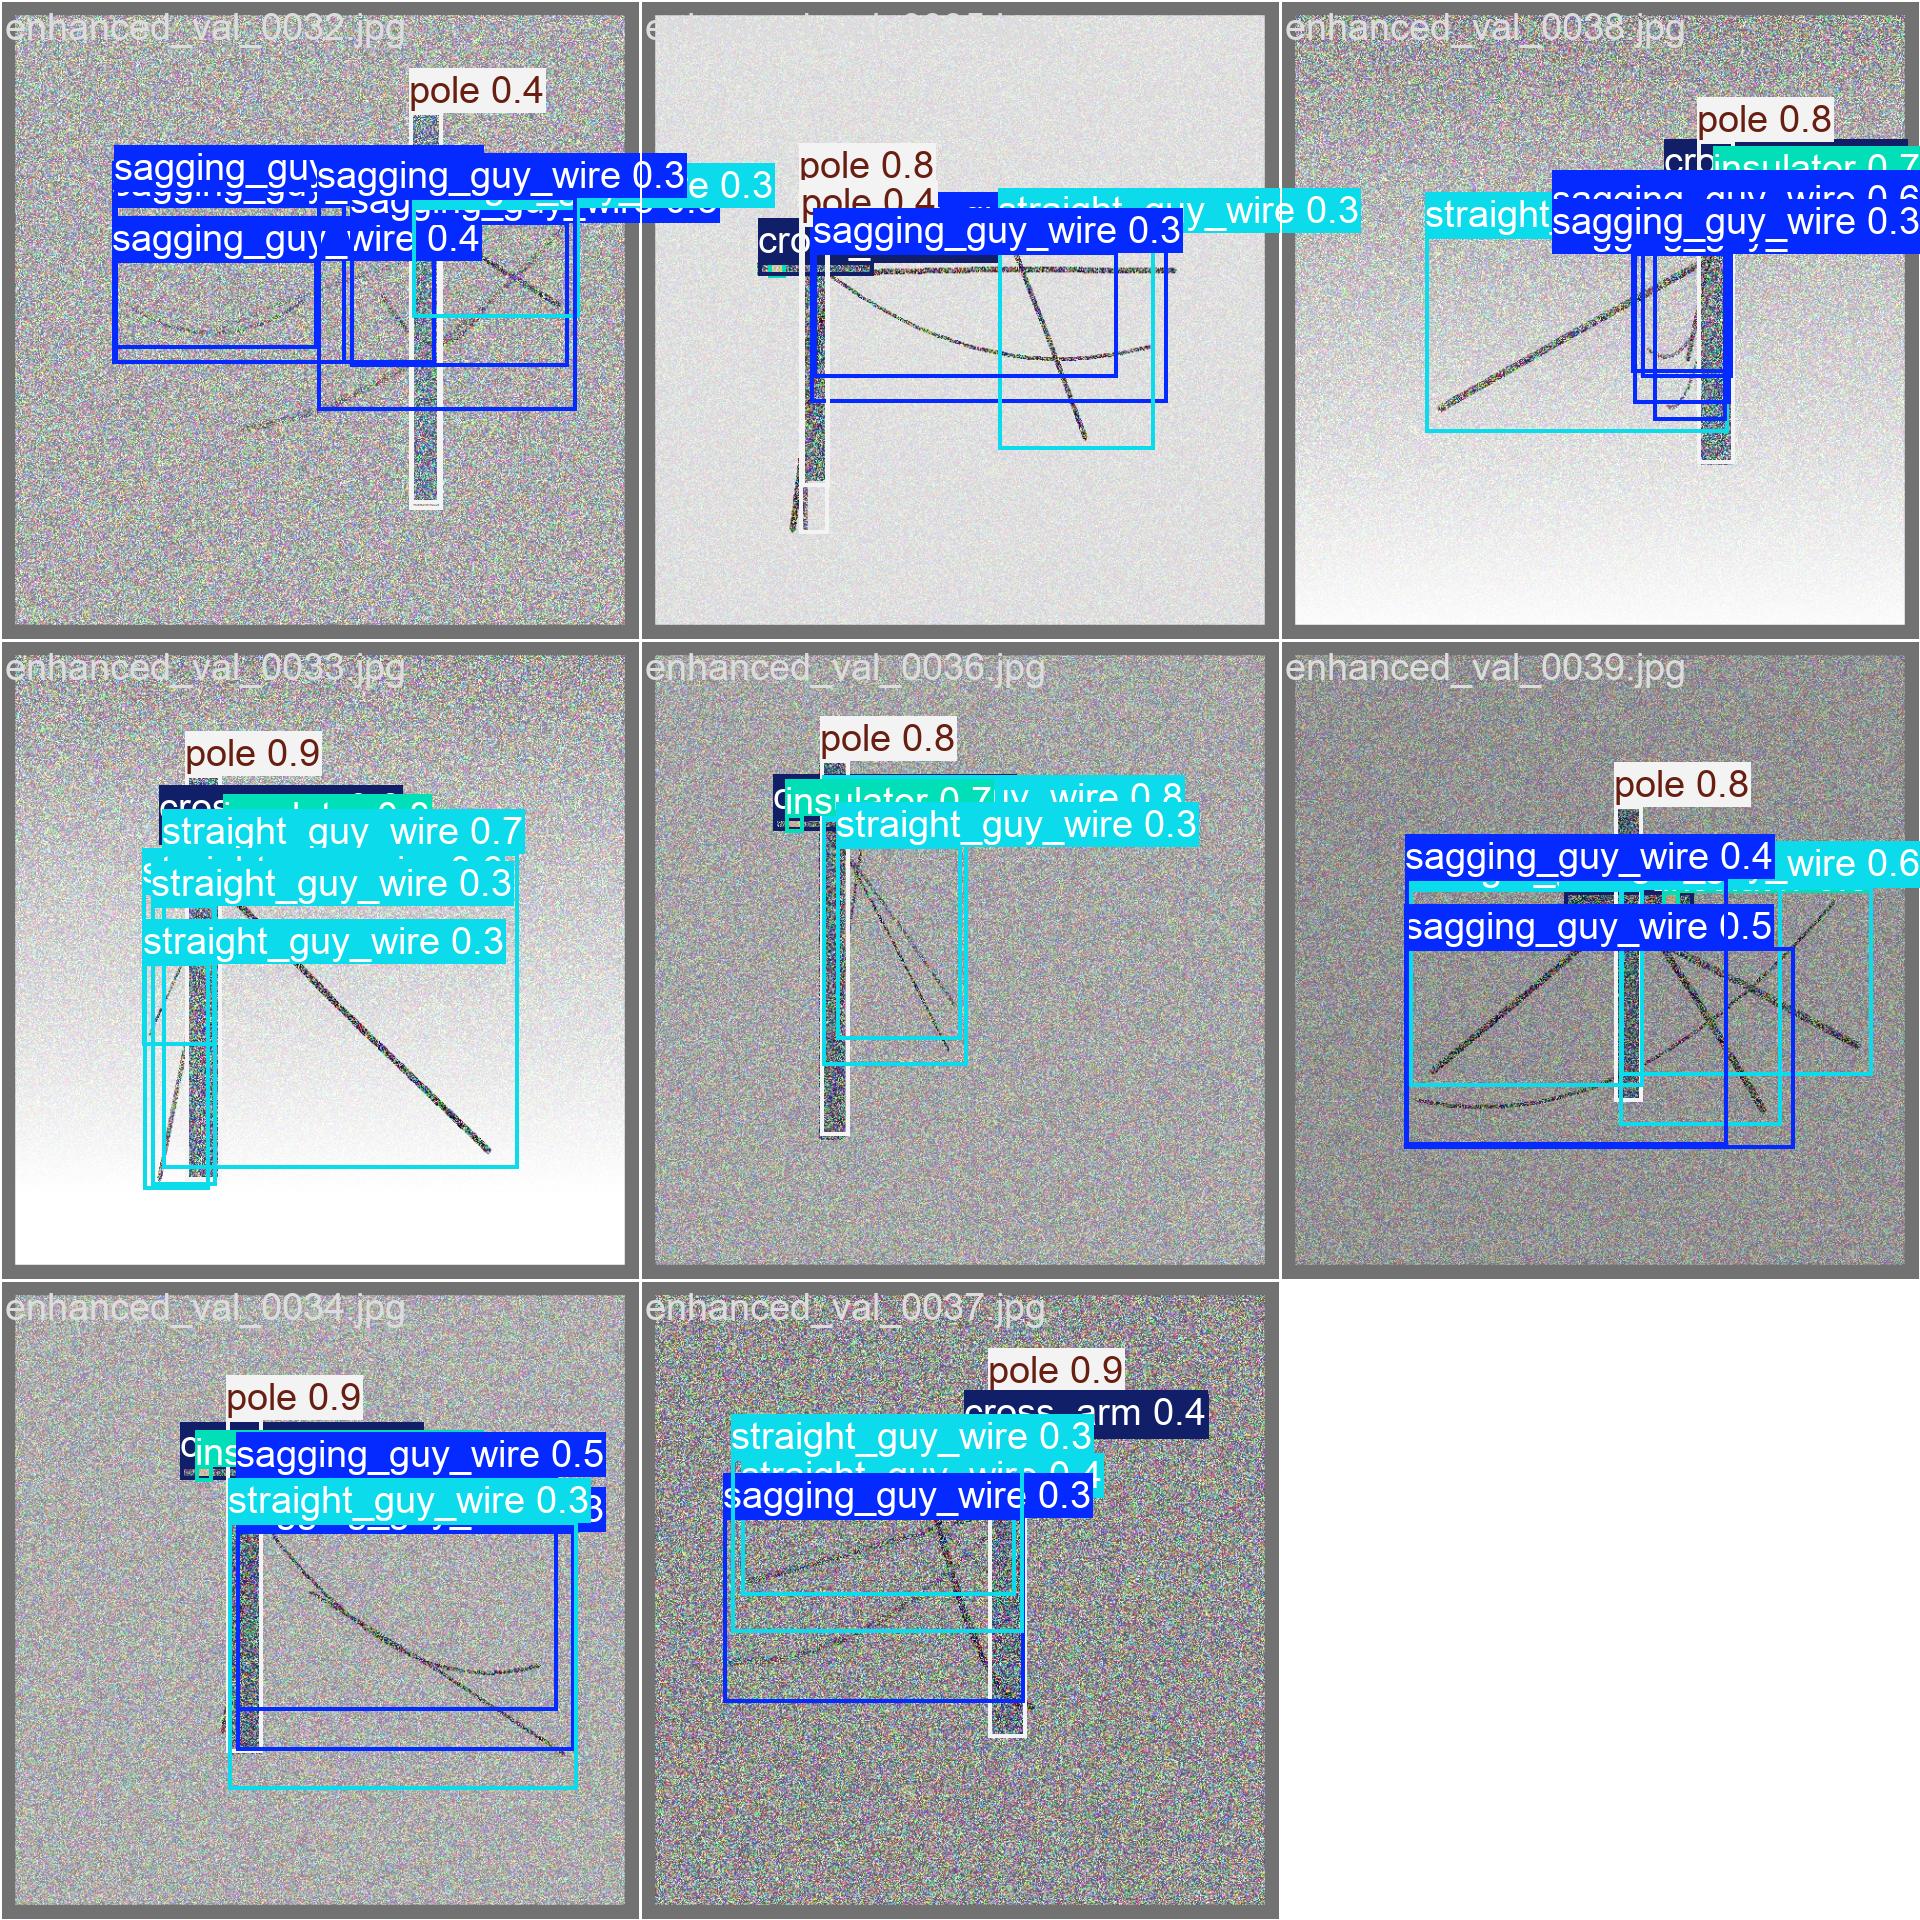 enhanced_val_0032.jpg
pole 0.4
sagging_guy
sagging_guy_wire 0.3
e 0.3
sagging_guy_wire 0.4
pole 0.8
pole 0.4
straight_guy_wire 0.3
cro
sagging_guy_wire 0.3
enhanced_val_0038.jpg
pole 0.8
cro
insulator 0.7
straight
sagging_guy_wire 0.6
sagging_guy_wire 0.3
enhanced_val_0033.jpg
pole 0.9
cros
straight_guy_wire 0.7
straight_guy_wire 0.3
straight_guy_wire 0.3
enhanced_val_0036.jpg
pole 0.8
insulator 0.7
uy_wire 0.8
straight_guy_wire 0.3
enhanced_val_0039.jpg
pole 0.8
sagging_guy_wire 0.4
wire 0.6
sagging_guy_wire 0.5
enhanced_val_0034.jpg
pole 0.9
c
ins
sagging_guy_wire 0.5
straight_guy_wire 0.3
3
enhanced_val_0037.jpg
pole 0.9
cross_arm 0.4
straight_guy_wire 0.3
straight_guy_wire 0.4
sagging_guy_wire 0.3